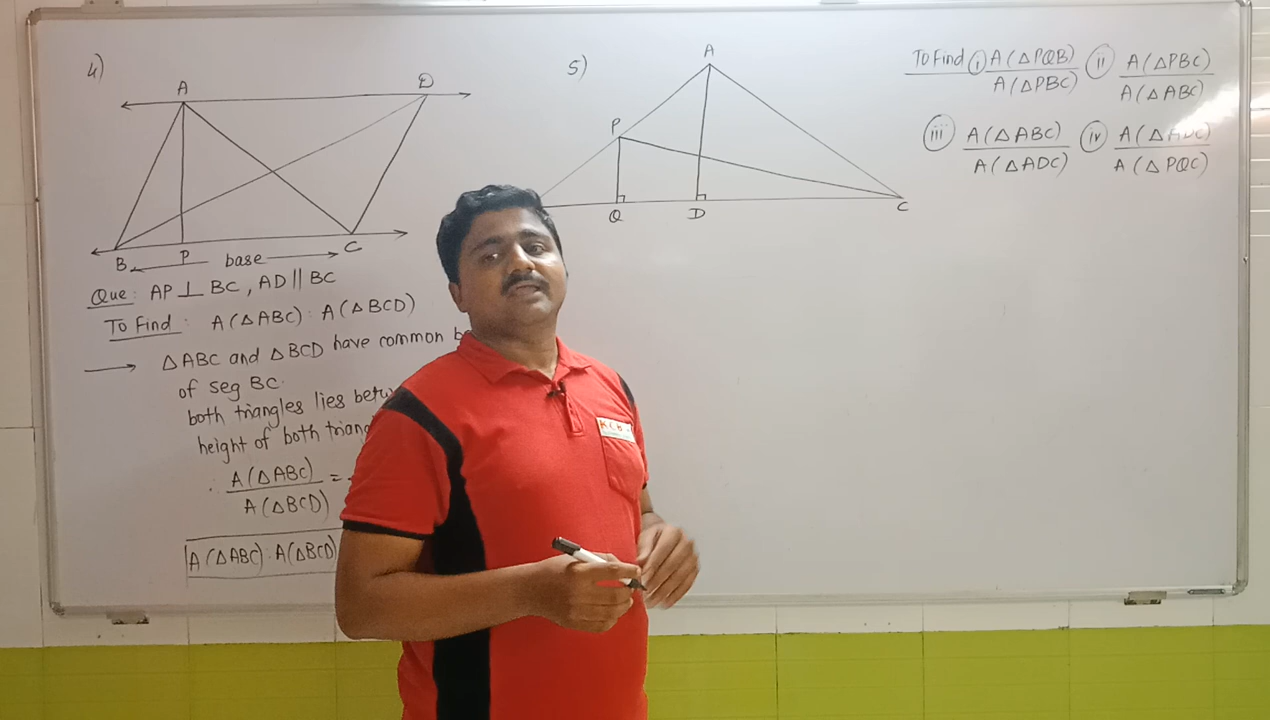 4)
A D
B P base C
Que: AP ⊥ BC, AD || BC
To Find: A(△ABC) : A(△BCD)
→ △ABC and △BCD have common
of seg BC.
both triangles lies
height of both
∴ A(△ABC) / A(△BCD) =
A(△ABC) : A(△BCD)
5)
A
P
Q D C
To Find (i) A(△PQB) / A(△PBC) (ii) A(△PBC) / A(△ABC)
(iii) A(△ABC) / A(△ADC) (iv) A(△ADC) / A(△PQC)